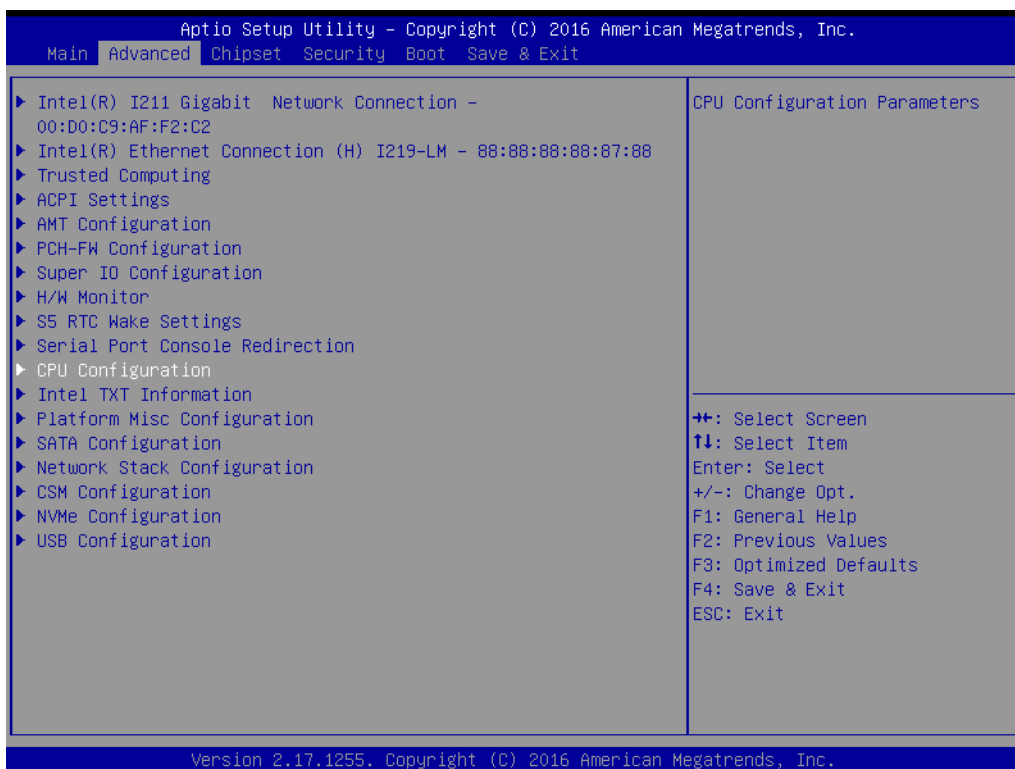 Aptio Setup Utility – Copyright (C) 2016 American Megatrends, Inc.
Main Advanced Chipset Security Boot Save & Exit
▶ Intel(R) I211 Gigabit  Network Connection –
00:D0:C9:AF:F2:C2
▶ Intel(R) Ethernet Connection (H) I219-LM – 88:88:88:88:87:88
▶ Trusted Computing
▶ ACPI Settings
▶ AMT Configuration
▶ PCH-FW Configuration
▶ Super IO Configuration
▶ H/W Monitor
▶ S5 RTC Wake Settings
▶ Serial Port Console Redirection
▶ CPU Configuration
▶ Intel TXT Information
▶ Platform Misc Configuration
▶ SATA Configuration
▶ Network Stack Configuration
▶ CSM Configuration
▶ NVMe Configuration
▶ USB Configuration
CPU Configuration Parameters
→←: Select Screen
↑↓: Select Item
Enter: Select
+/-: Change Opt.
F1: General Help
F2: Previous Values
F3: Optimized Defaults
F4: Save & Exit
ESC: Exit
Version 2.17.1255. Copyright (C) 2016 American Megatrends, Inc.